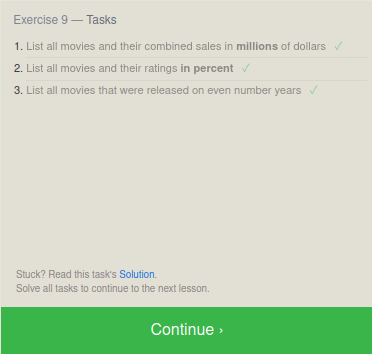 Exercise 9 — Tasks
1. List all movies and their combined sales in millions of dollars ✓
2. List all movies and their ratings in percent ✓
3. List all movies that were released on even number years ✓
Stuck? Read this task's Solution.
Solve all tasks to continue to the next lesson.
Continue ›